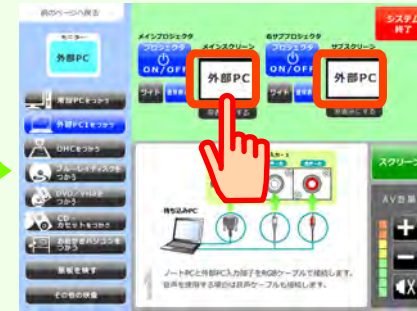 前のページへ戻る
システム
終了
モニター
外部PC
メインプロジェクタ
プロジェクタ
ON/OFF
ワイド
メインスクリーン
外部PC
右サブプロジェクタ
プロジェクタ
ON/OFF
ワイド
サブスクリーン
外部PC
常設PCをつかう
外部PC1をつかう
OHCをつかう
ブルーレイディスクを
つかう
DVD/VHSを
つかう
CD・
カセットをつかう
つかう
黒板を映す
その他の映像
持ち込みPC
スクリーン
AV音量
ノートPCと外部PC入力端子をRGBケーブルで接続します。
音声を使用する場合は音声ケーブルも接続します。